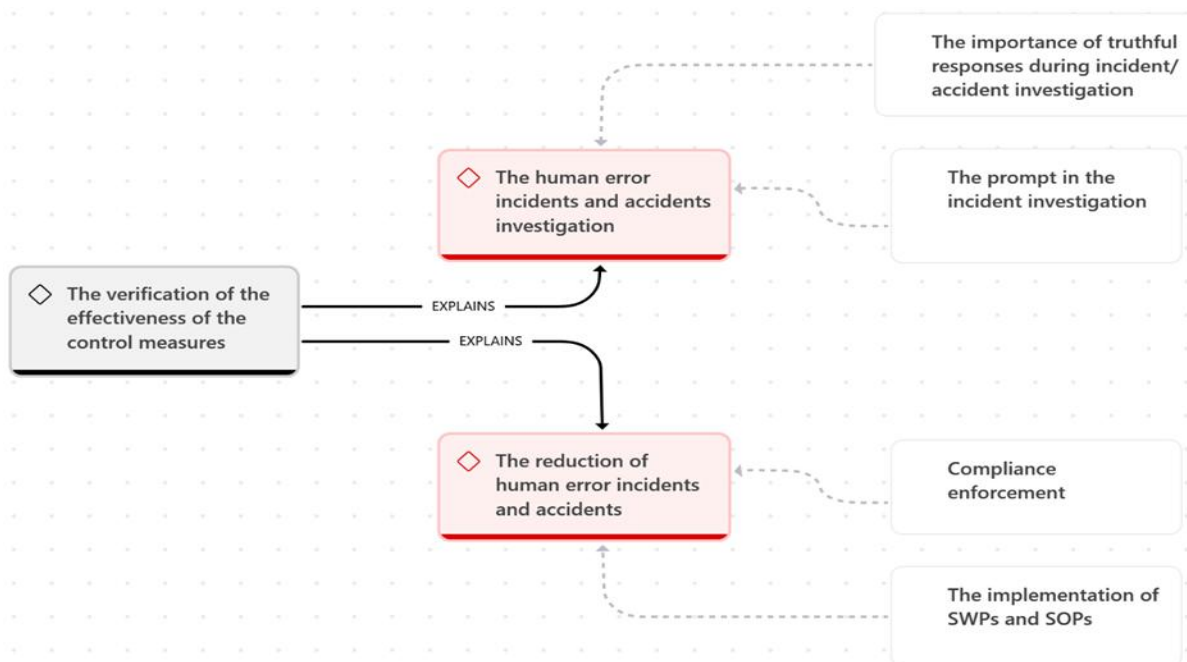 The importance of truthful
responses during incident/
accident investigation
The human error
incidents and accidents
investigation
The prompt in the
incident investigation
The verification of the
effectiveness of the
control measures
EXPLAINS
EXPLAINS
The reduction of
human error incidents
and accidents
Compliance
enforcement
The implementation of
SWPs and SOPs